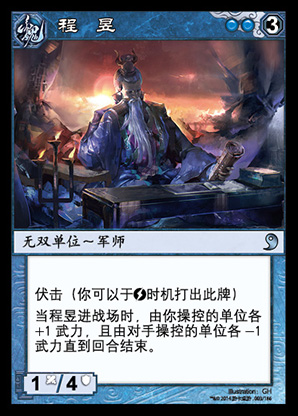 程 昱
3
无双单位～军师
伏击（你可以于时机打出此牌）
当程昱进战场时，由你操控的单位各
+1 武力，且由对手操控的单位各 −1
武力直到回合结束。
1 / 4
Illustration: GH